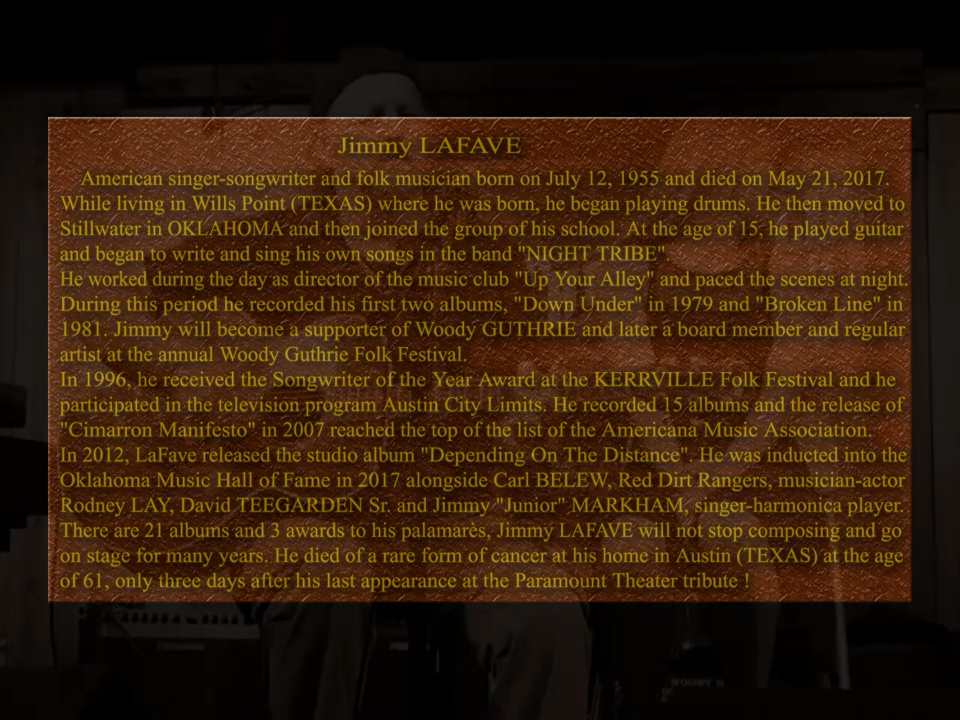 Jimmy LAFAVE
American singer-songwriter and folk musician born on July 12, 1955 and died on May 21, 2017.
While living in Wills Point (TEXAS) where he was born, he began playing drums. He then moved to
Stillwater in OKLAHOMA and then joined the group of his school. At the age of 15, he played guitar
and began to write and sing his own songs in the band "NIGHT TRIBE".
He worked during the day as director of the music club "Up Your Alley" and paced the scenes at night.
During this period he recorded his first two albums, "Down Under" in 1979 and "Broken Line" in
1981. Jimmy will become a supporter of Woody GUTHRIE and later a board member and regular
artist at the annual Woody Guthrie Folk Festival.
In 1996, he received the Songwriter of the Year Award at the KERRVILLE Folk Festival and he
participated in the television program Austin City Limits. He recorded 15 albums and the release of
"Cimarron Manifesto" in 2007 reached the top of the list of the Americana Music Association.
In 2012, LaFave released the studio album "Depending On The Distance". He was inducted into the
Oklahoma Music Hall of Fame in 2017 alongside Carl BELEW, Red Dirt Rangers, musician-actor
Rodney LAY, David TEEGARDEN Sr. and Jimmy "Junior" MARKHAM, singer-harmonica player.
There are 21 albums and 3 awards to his palamarès, Jimmy LAFAVE will not stop composing and go
on stage for many years. He died of a rare form of cancer at his home in Austin (TEXAS) at the age
of 61, only three days after his last appearance at the Paramount Theater tribute !